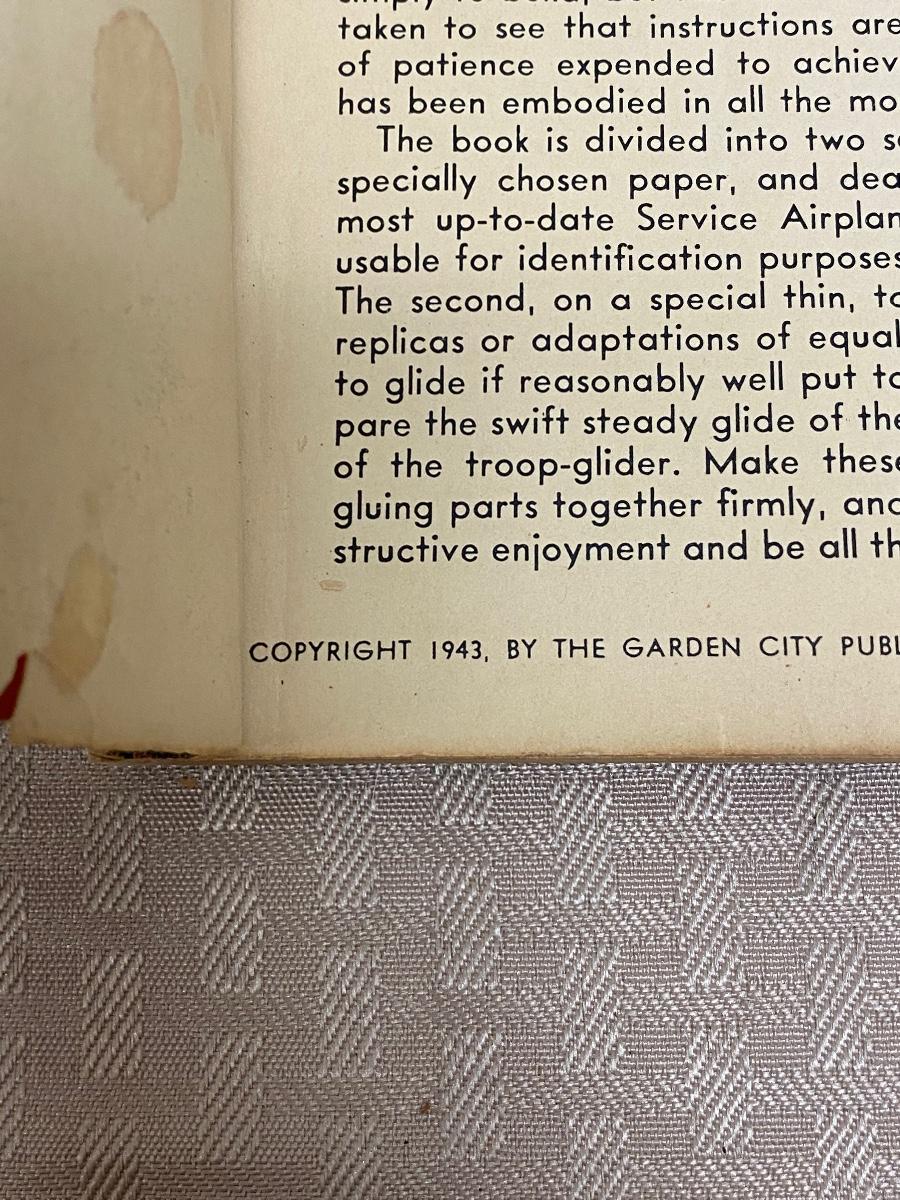 taken to see that instructions are
of patience expended to achiev
has been embodied in all the mo
The book is divided into two s
specially chosen paper, and dea
most up-to-date Service Airplan
usable for identification purposes
The second, on a special thin, to
replicas or adaptations of equal
to glide if reasonably well put to
pare the swift steady glide of the
of the troop-glider. Make these
gluing parts together firmly, and
structive enjoyment and be all th
COPYRIGHT 1943, BY THE GARDEN CITY PUBL